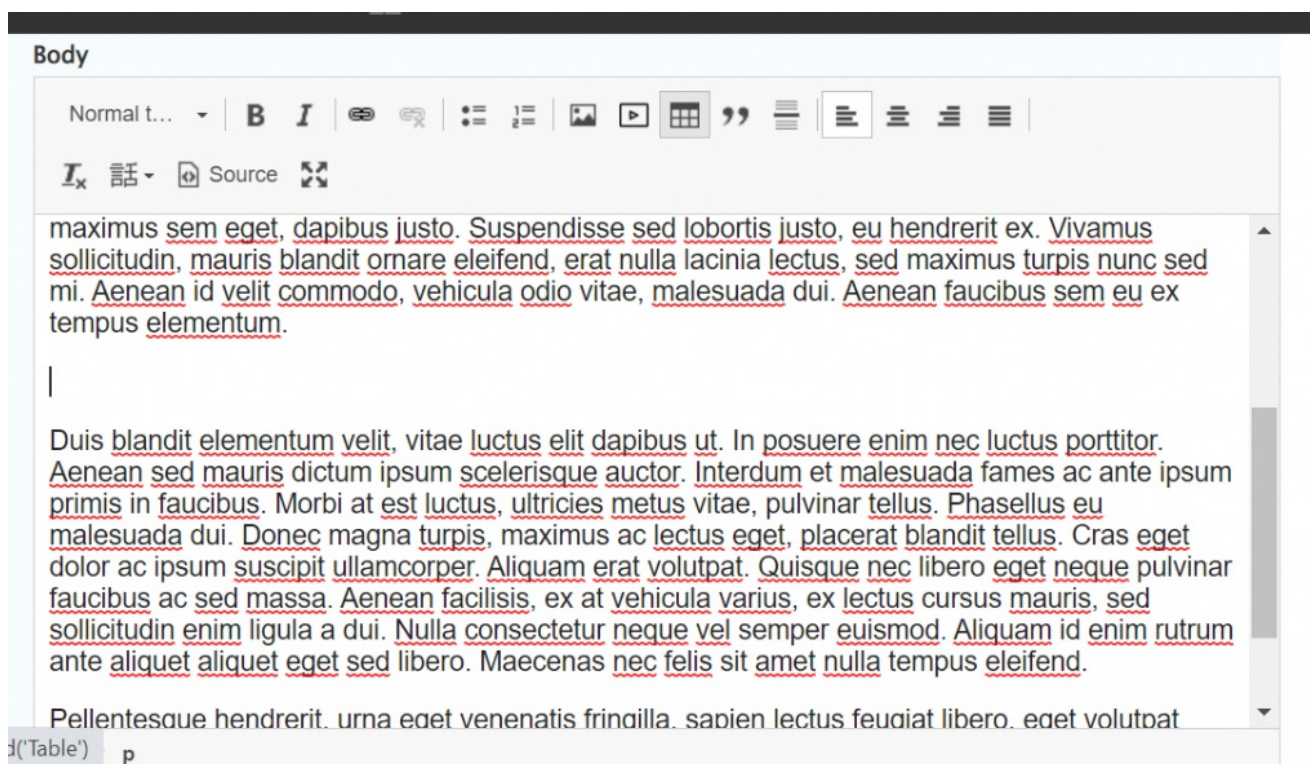 Body
Normal t...
B I
話
Source
maximus sem eget, dapibus justo. Suspendisse sed lobortis justo, eu hendrerit ex. Vivamus
sollicitudin, mauris blandit ornare eleifend, erat nulla lacinia lectus, sed maximus turpis nunc sed
mi. Aenean id velit commodo, vehicula odio vitae, malesuada dui. Aenean faucibus sem eu ex
tempus elementum.
Duis blandit elementum velit, vitae luctus elit dapibus ut. In posuere enim nec luctus porttitor.
Aenean sed mauris dictum ipsum scelerisque auctor. Interdum et malesuada fames ac ante ipsum
primis in faucibus. Morbi at est luctus, ultricies metus vitae, pulvinar tellus. Phasellus eu
malesuada dui. Donec magna turpis, maximus ac lectus eget, placerat blandit tellus. Cras eget
dolor ac ipsum suscipit ullamcorper. Aliquam erat volutpat. Quisque nec libero eget neque pulvinar
faucibus ac sed massa. Aenean facilisis, ex at vehicula varius, ex lectus cursus mauris, sed
sollicitudin enim ligula a dui. Nulla consectetur neque vel semper euismod. Aliquam id enim rutrum
ante aliquet aliquet eget sed libero. Maecenas nec felis sit amet nulla tempus eleifend.
Pellentesque hendrerit, urna eget venenatis fringilla, sapien lectus feugiat libero, eget volutpat
d('Table')
p